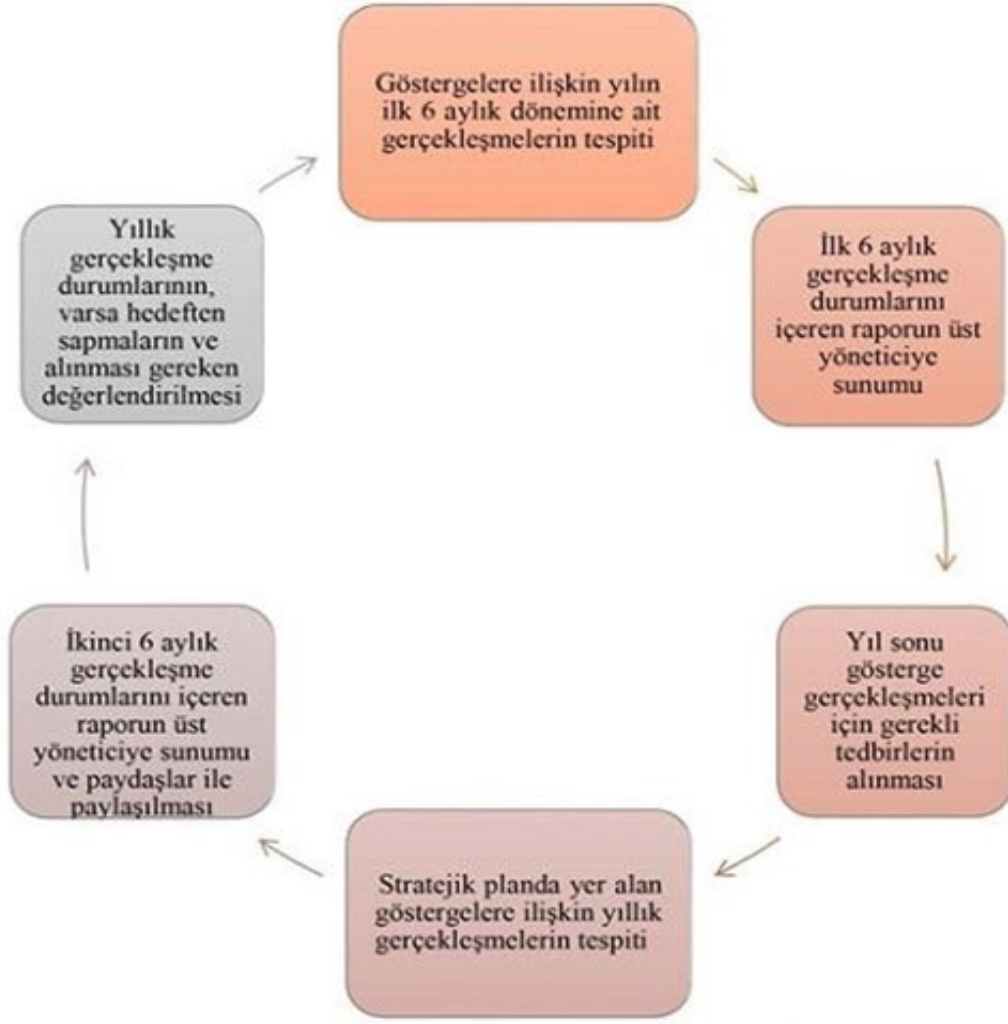 Göstergelere ilişkin yılın
ilk 6 aylık dönemine ait
gerçekleşmelerin tespiti
İlk 6 aylık
gerçekleşme
durumlarını
içeren raporun üst
yöneticiye
sunumu
Yıl sonu
gösterge
gerçekleşmeleri
için gerekli
tedbirlerin
alınması
Stratejik planda yer alan
göstergelere ilişkin yıllık
gerçekleşmelerin tespiti
İkinci 6 aylık
gerçekleşme
durumlarını içeren
raporun üst
yöneticiye sunumu
ve paydaşlar ile
paylaşılması
Yıllık
gerçekleşme
durumlarının,
varsa hedeften
sapmaların ve
alınması gereken
değerlendirilmesi